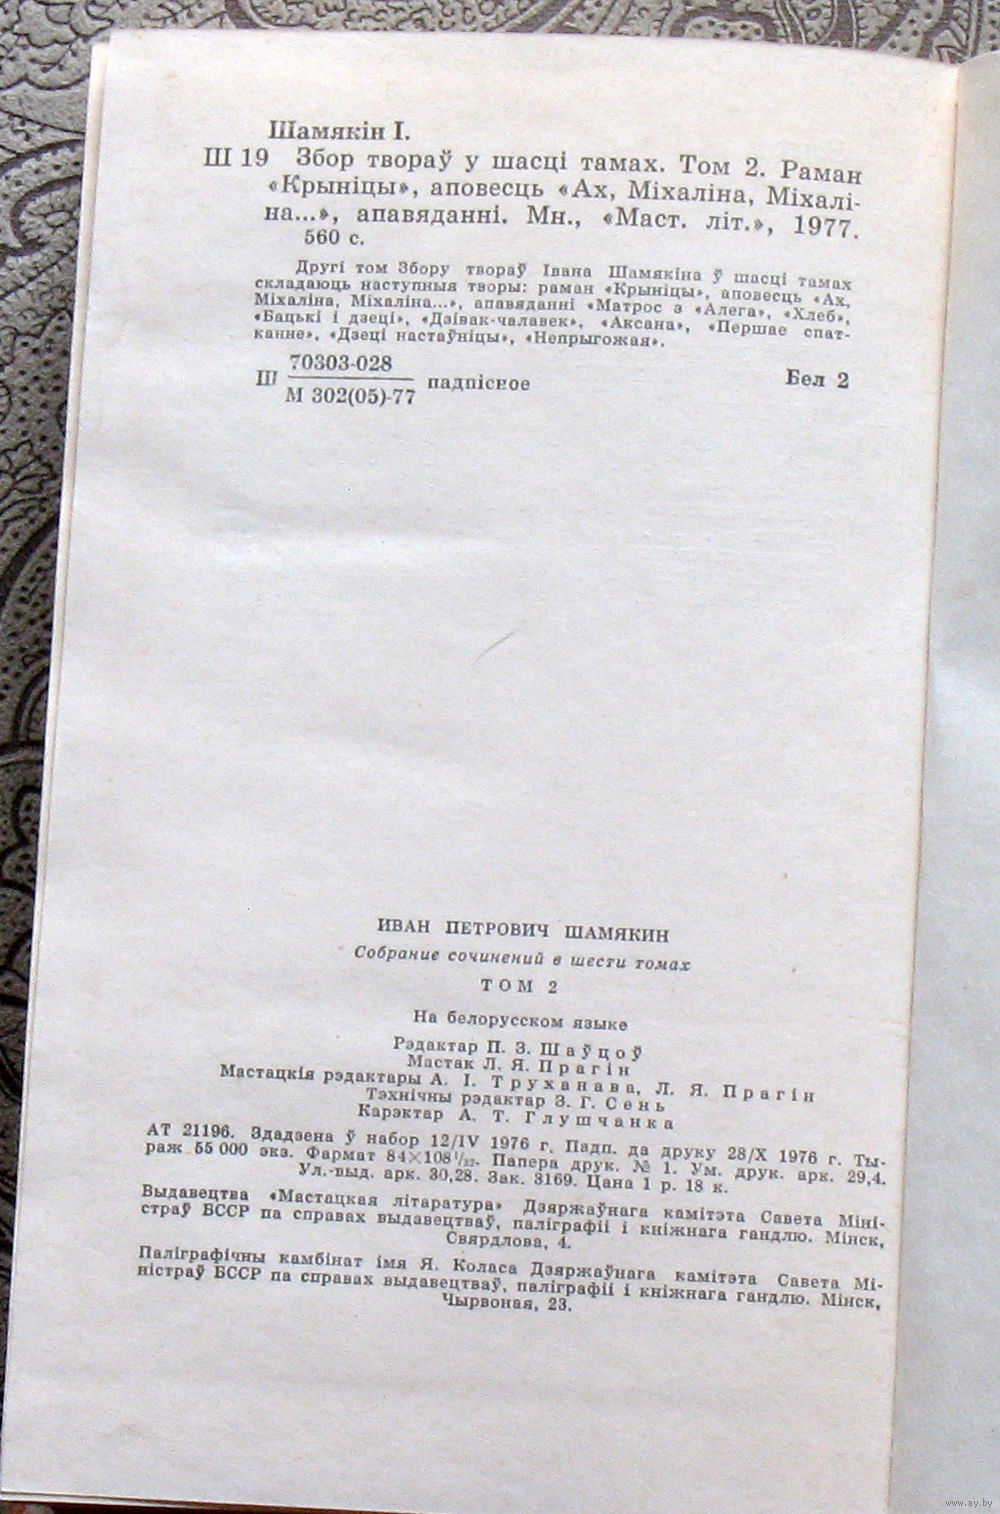 Шамякін І.
Ш 19 Збор твораў у шасці тамах. Том 2. Раман
«Крыніцы», аповесць «Ах, Міхаліна, Міхалі-
на...», апавяданні. Мн., «Маст. літ.», 1977.
560 с.
Другі том Збору твораў Івана Шамякіна ў шасці тамах
складаюць наступныя творы: раман «Крыніцы», аповесць «Ах,
Міхаліна, Міхаліна...», апавяданні «Матрос з «Алега», «Хлеб»,
«Бацькі і дзеці», «Дзівак-чалавек», «Аксана», «Першае спат-
канне», «Дзеці настаўніцы», «Непрыгожая».
70303-028
Ш падпіснoe Бел 2
М 302(05)-77
ИВАН ПЕТРОВИЧ ШАМЯКИН
Собрание сочинений в шести томах
ТОМ 2
На белорусском языке
Рэдактар П. З. Шаўцоў
Мастак Л. Я. Прагін
Мастацкія рэдактары А. І. Труханава, Л. Я. Прагін
Тэхнічны рэдактар З. Г. Сень
Карэктар А. Т. Глушчанка
АТ 21196. Здадзена ў набор 12/IV 1976 г. Падп. да друку 28/X 1976 г. Ты-
раж 55 000 экз. Фармат 84×108 1/32. Папера друк. № 1. Ум. друк. арк. 29,4.
Ул.-выд. арк. 30,28. Зак. 3169. Цана 1 р. 18 к.
Выдавецтва «Мастацкая літаратура» Дзяржаўнага камітэта Савета Міні-
страў БССР па справах выдавецтваў, паліграфіі і кніжнага гандлю. Мінск,
Свярдлова, 4.
Паліграфічны камбінат імя Я. Коласа Дзяржаўнага камітэта Савета Мі-
ністраў БССР па справах выдавецтваў, паліграфіі і кніжнага гандлю. Мінск,
Чырвоная, 23.
www.ay.by